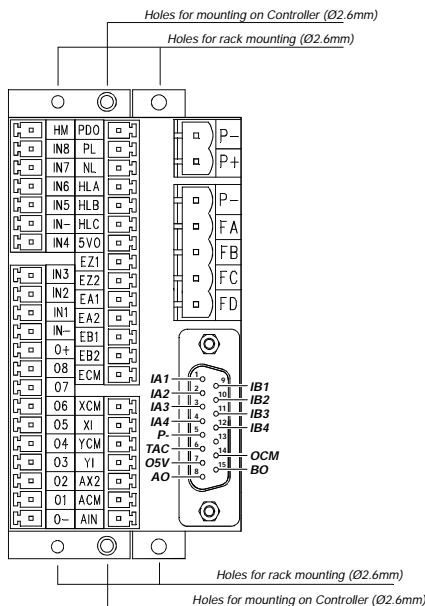 Holes for mounting on Controller (Ø2.6mm)
Holes for rack mounting (Ø2.6mm)
HM PDO
IN8 PL
IN7 NL
IN6 HLA
IN5 HLB
IN- HLC
IN4 5VO
EZ1
IN3 EZ2
IN2 EA1
IN1 EA2
IN- EB1
O+ EB2
O8 ECM
O7
O6 XCM
O5 XI
O4 YCM
O3 YI
O2 AX2
O1 ACM
O- AIN
P-
P+
P-
FA
FB
FC
FD
IA1 1 9 IB1
IA2 2 10 IB2
IA3 3 11 IB3
IA4 4 12 IB4
P- 5 13
TAC 6 14 OCM
O5V 7 15 BO
AO 8
Holes for rack mounting (Ø2.6mm)
Holes for mounting on Controller (Ø2.6mm)